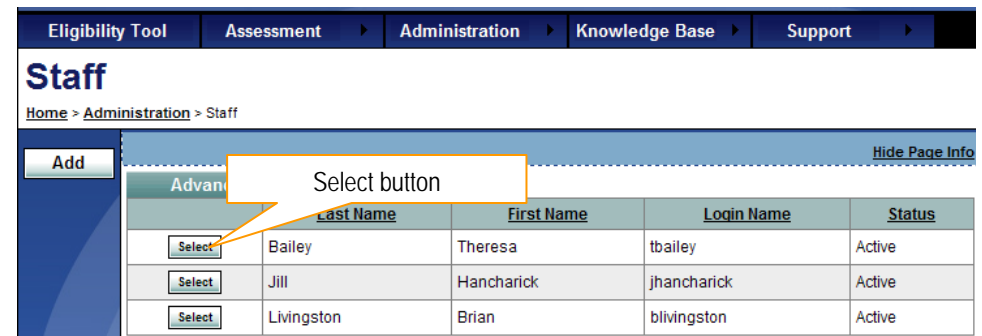 Eligibility Tool Assessment Administration Knowledge Base Support
Staff
Home > Administration > Staff
Add
Hide Page Info
Select button
Last Name First Name Login Name Status
Select Bailey Theresa tbailey Active
Select Jill Hancharick jhancharick Active
Select Livingston Brian blivingston Active